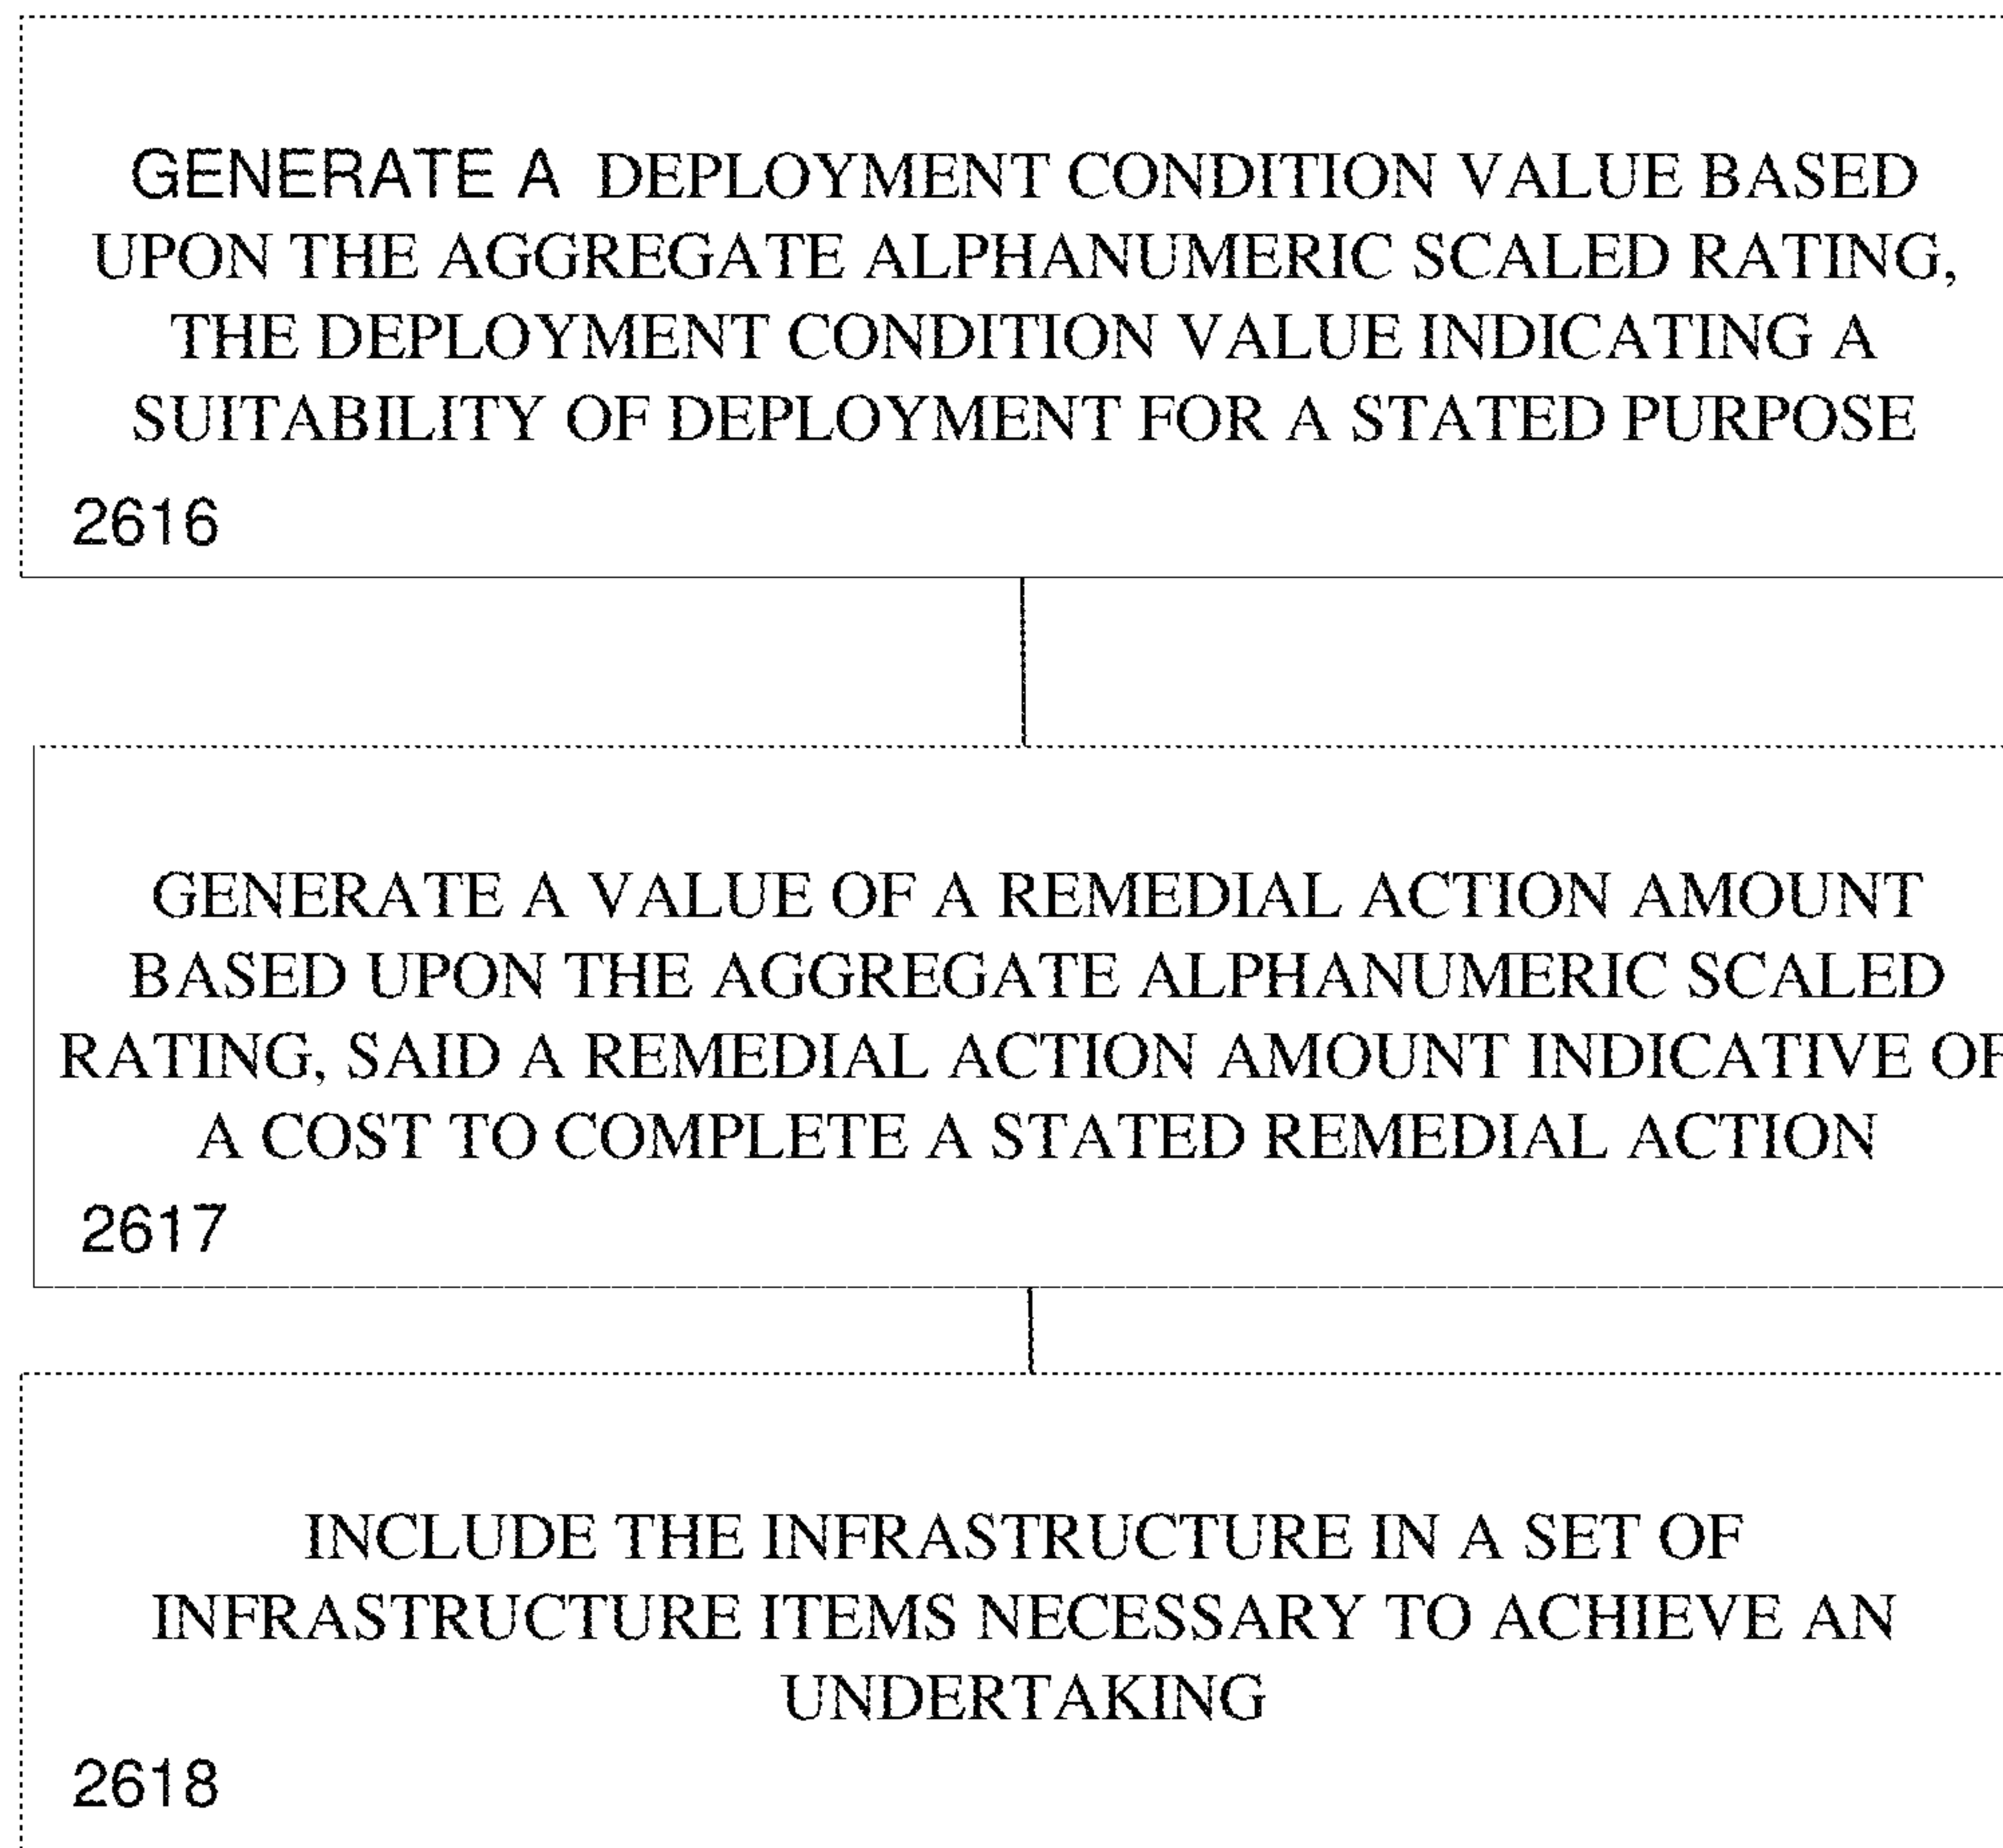 GENERATE A DEPLOYMENT CONDITION VALUE BASED
UPON THE AGGREGATE ALPHANUMERIC SCALED RATING,
THE DEPLOYMENT CONDITION VALUE INDICATING A
SUITABILITY OF DEPLOYMENT FOR A STATED PURPOSE
2616
GENERATE A VALUE OF A REMEDIAL ACTION AMOUNT
BASED UPON THE AGGREGATE ALPHANUMERIC SCALED
RATING, SAID A REMEDIAL ACTION AMOUNT INDICATIVE OF
A COST TO COMPLETE A STATED REMEDIAL ACTION
2617
INCLUDE THE INFRASTRUCTURE IN A SET OF
INFRASTRUCTURE ITEMS NECESSARY TO ACHIEVE AN
UNDERTAKING
2618